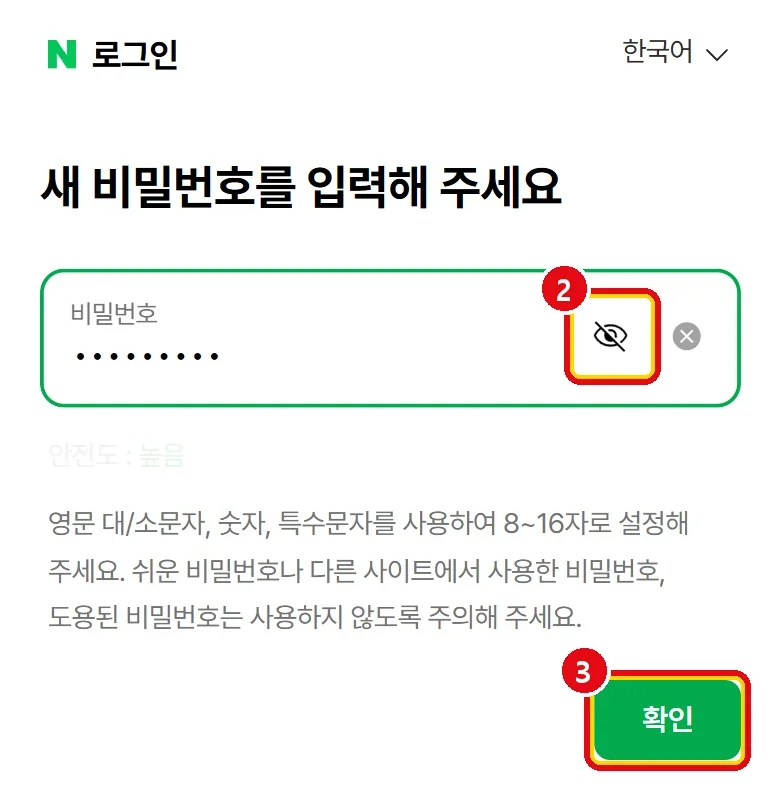 N 로그인
한국어
새 비밀번호를 입력해 주세요
비밀번호
•••••••••
2
안전도 : 높음
영문 대/소문자, 숫자, 특수문자를 사용하여 8~16자로 설정해
주세요. 쉬운 비밀번호나 다른 사이트에서 사용한 비밀번호,
도용된 비밀번호는 사용하지 않도록 주의해 주세요.
3
확인